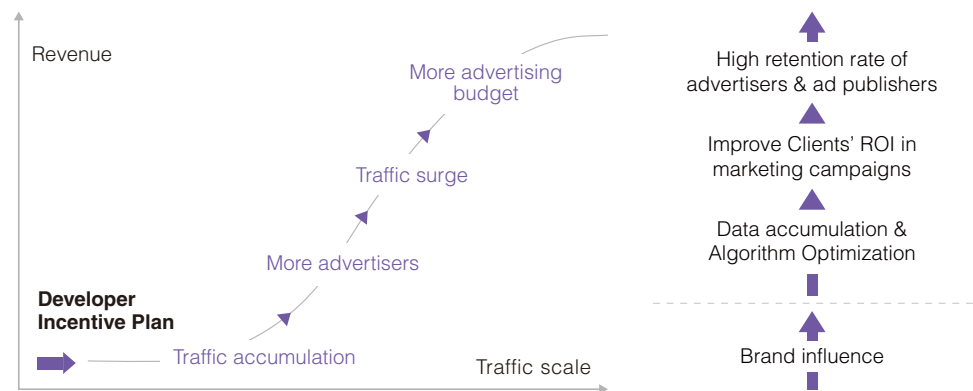 Revenue
More advertising
budget
Traffic surge
More advertisers
Developer
Incentive Plan
Traffic accumulation
Traffic scale
High retention rate of
advertisers & ad publishers
Improve Clients’ ROI in
marketing campaigns
Data accumulation &
Algorithm Optimization
Brand influence